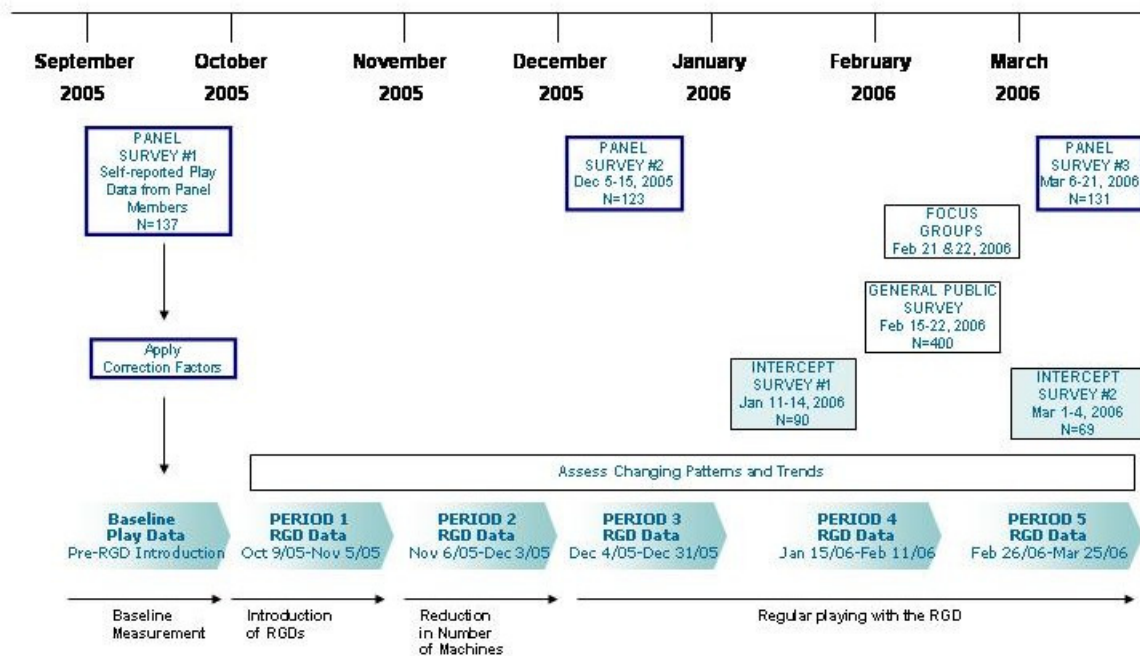 September
2005
October
2005
November
2005
December
2005
January
2006
February
2006
March
2006
PANEL
SURVEY #1
Self-reported Play
Data from Panel
Members
N=137
PANEL
SURVEY #2
Dec 5-15, 2005
N=123
PANEL
SURVEY #3
Mar 6-21, 2006
N=131
FOCUS
GROUPS
Feb 21 &22, 2006
GENERAL PUBLIC
SURVEY
Feb 15-22, 2006
N=400
Apply
Correction Factors
INTERCEPT
SURVEY #1
Jan 11-14, 2006
N=90
INTERCEPT
SURVEY #2
Mar 1-4, 2006
N=69
Assess Changing Patterns and Trends
Baseline
Play Data
Pre-RGD Introduction
PERIOD 1
RGD Data
Oct 9/05-Nov 5/05
PERIOD 2
RGD Data
Nov 6/05-Dec 3/05
PERIOD 3
RGD Data
Dec 4/05-Dec 31/05
PERIOD 4
RGD Data
Jan 15/06-Feb 11/06
PERIOD 5
RGD Data
Feb 26/06-Mar 25/06
Baseline
Measurement
Introduction
of RGDs
Reduction
in Number
of Machines
Regular playing with the RGD